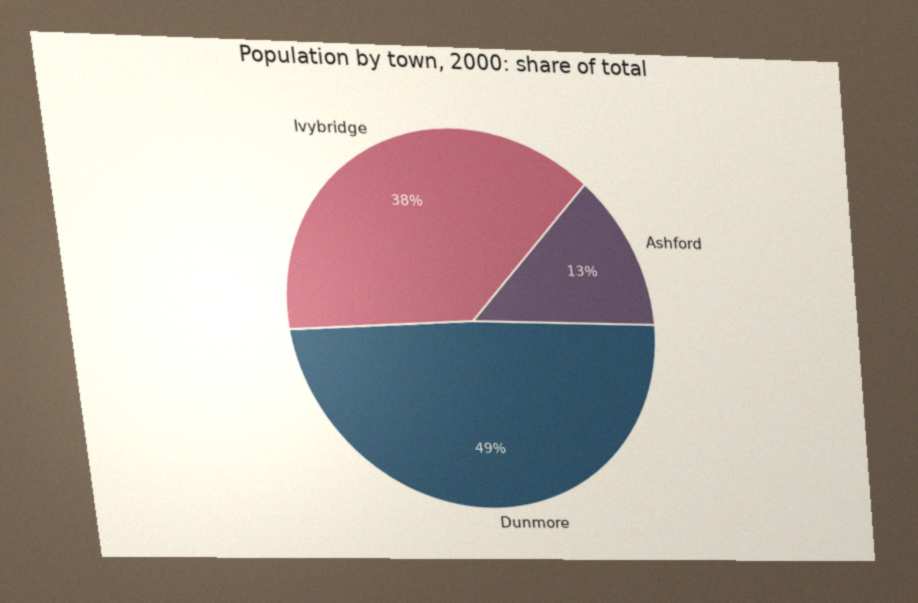 Population by town, 2000: share of total
Ivybridge
38%
Ashford
13%
49%
Dunmore